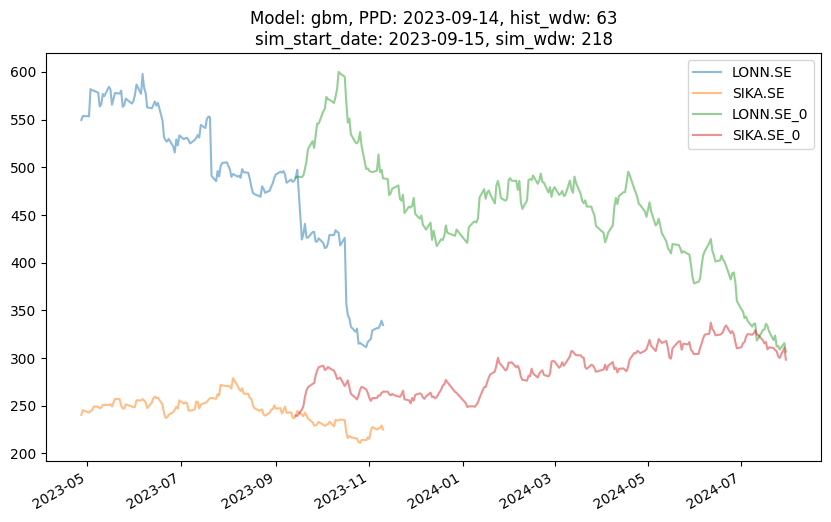 Model: gbm, PPD: 2023-09-14, hist_wdw: 63
sim_start_date: 2023-09-15, sim_wdw: 218
LONN.SE
SIKA.SE
LONN.SE_0
SIKA.SE_0
600
550
500
450
400
350
300
250
200
2023-05
2023-07
2023-09
2023-11
2024-01
2024-03
2024-05
2024-07